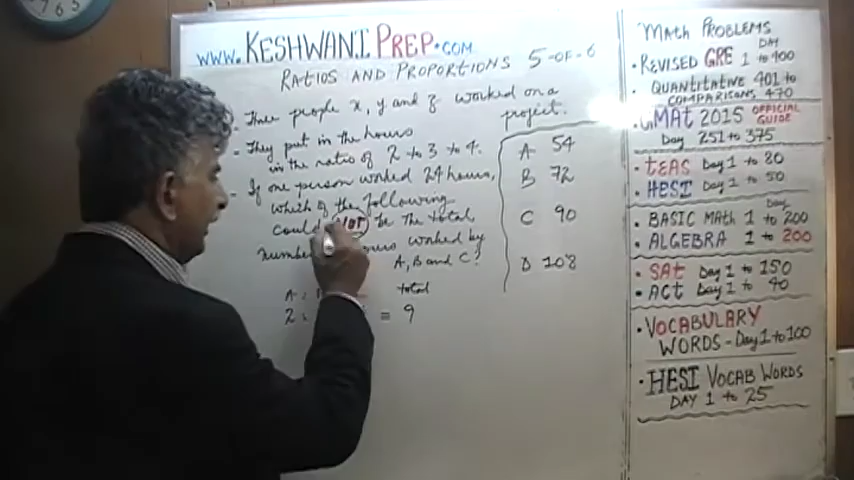 www.KESHWANIPREP.COM
RATIOS AND PROPORTIONS 5-OF-6
- Three people x, y and z worked on a project.
- They put in the hours
in the ratio of 2 to 3 to 4.
- If one person worked 24 hours,
which of the following
could NOT be the total
number hours worked by
A, B and C?
A 54
B 72
C 90
D 108
A : total
2 : = 9
MATH PROBLEMS
• REVISED GRE DAY 1 to 400
• QUANTITATIVE 401 to
COMPARISONS 470
• GMAT 2015 OFFICIAL GUIDE
Day 251 to 375
• TEAS Day 1 to 80
• HESI Day 1 to 50
• BASIC MATH Day 1 to 200
• ALGEBRA 1 to 200
• SAT Day 1 to 150
• ACT Day 1 to 40
• VOCABULARY
WORDS - Day 1 to 100
• HESI VOCAB WORDS
DAY 1 to 25
7 6 5